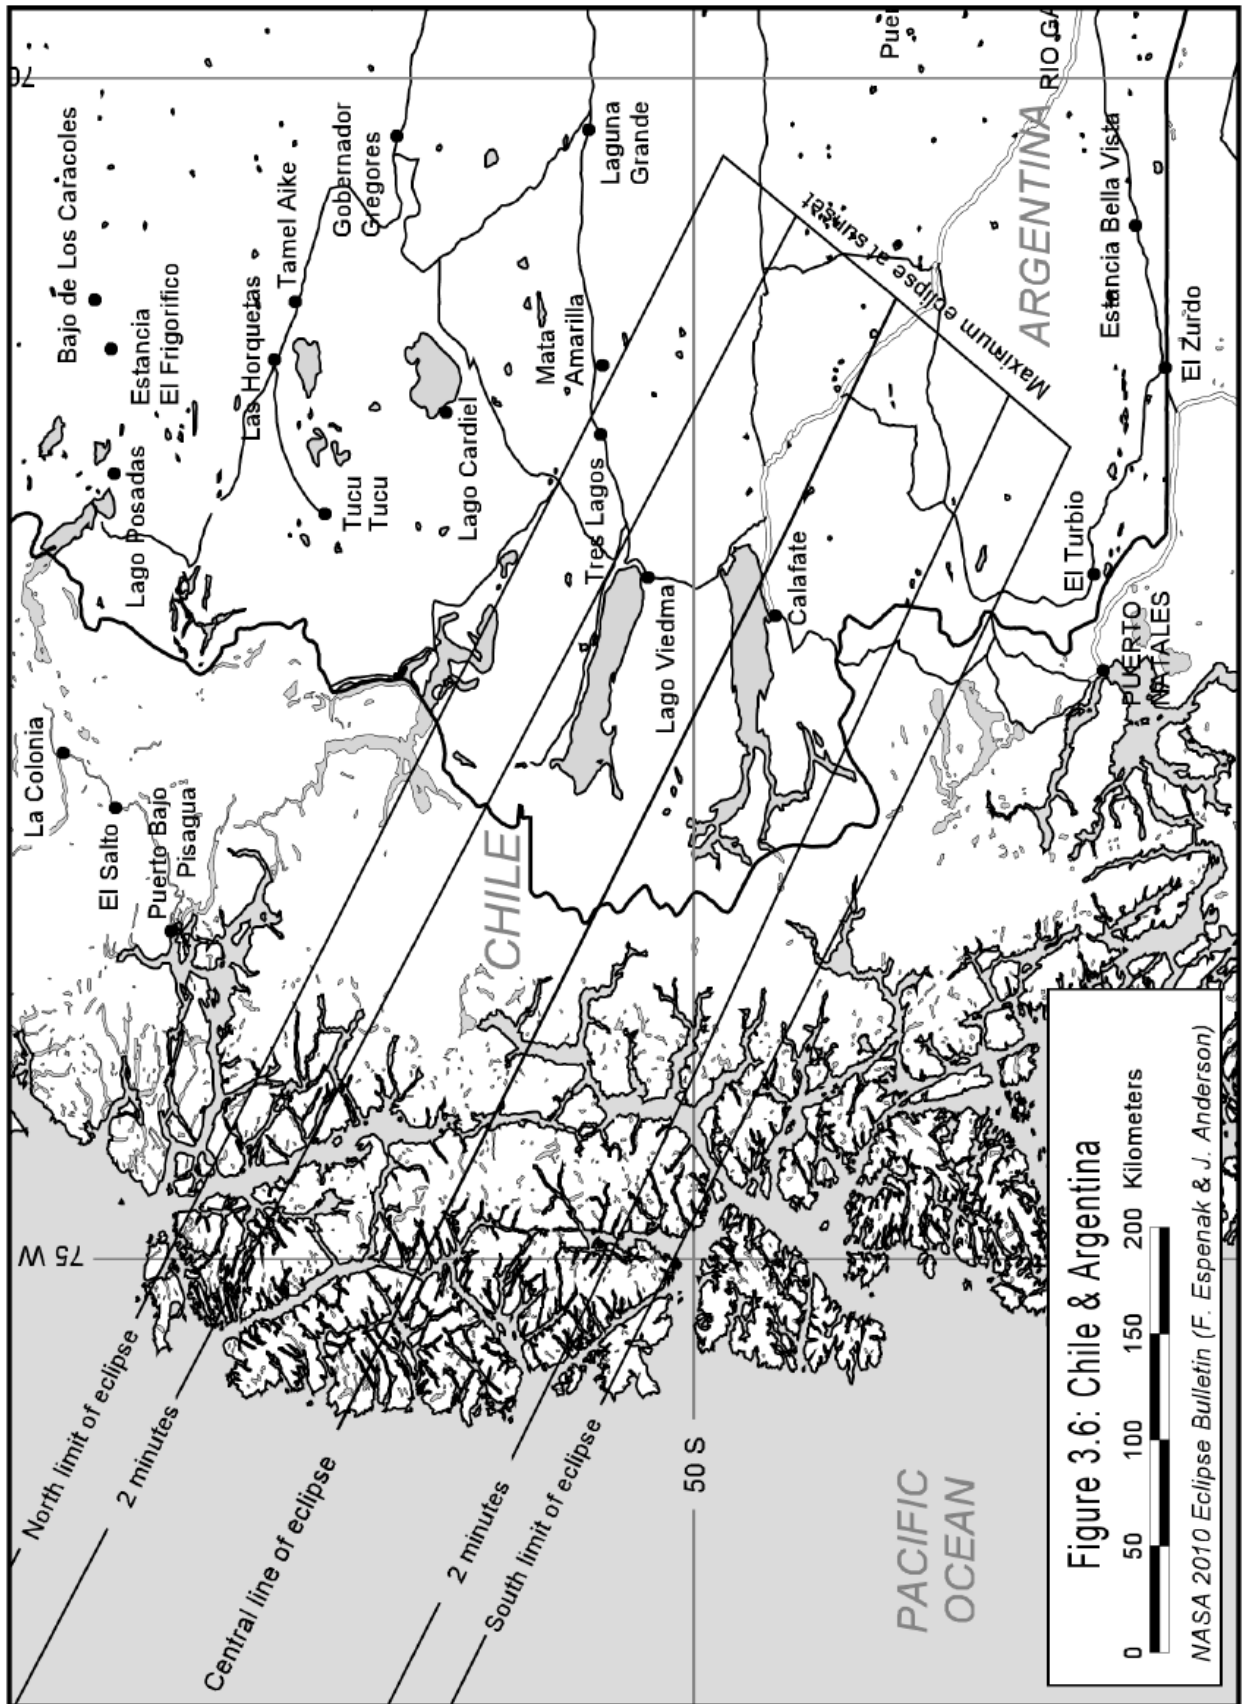 70
Bajo de Los Caracoles
Estancia
El Frigorifico
Lago Posadas
La Colonia
El Salto
Puerto Bajo
Pisagua
Las Horquetas
Tamel Aike
Tucu
Tucu
Gobernador
Gregores
Lago Cardiel
Laguna
Grande
Mata
Amarilla
Tres Lagos
Lago Viedma
Calafate
Puer
RIO GA
ARGENTINA
Maximum eclipse at sunset
Estancia Bella Vista
El Zurdo
El Turbio
PUERTO
NATALES
CHILE
75 W
50 S
North limit of eclipse
2 minutes
Central line of eclipse
2 minutes
South limit of eclipse
PACIFIC
OCEAN
Figure 3.6: Chile & Argentina
0 50 100 150 200 Kilometers
NASA 2010 Eclipse Bulletin (F. Espenak & J. Anderson)